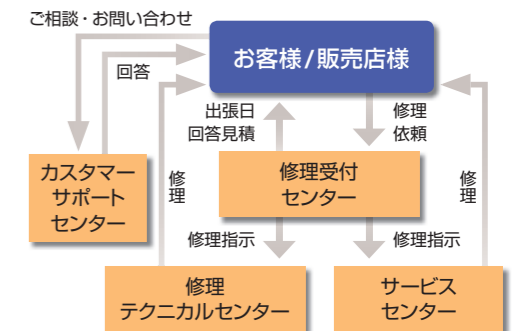 ご相談・お問い合わせ
お客様/販売店様
回答
出張日
回答見積
修理
依頼
カスタマー
サポート
センター
修理
修理受付
センター
修理
修理指示
修理指示
修理
テクニカルセンター
サービス
センター